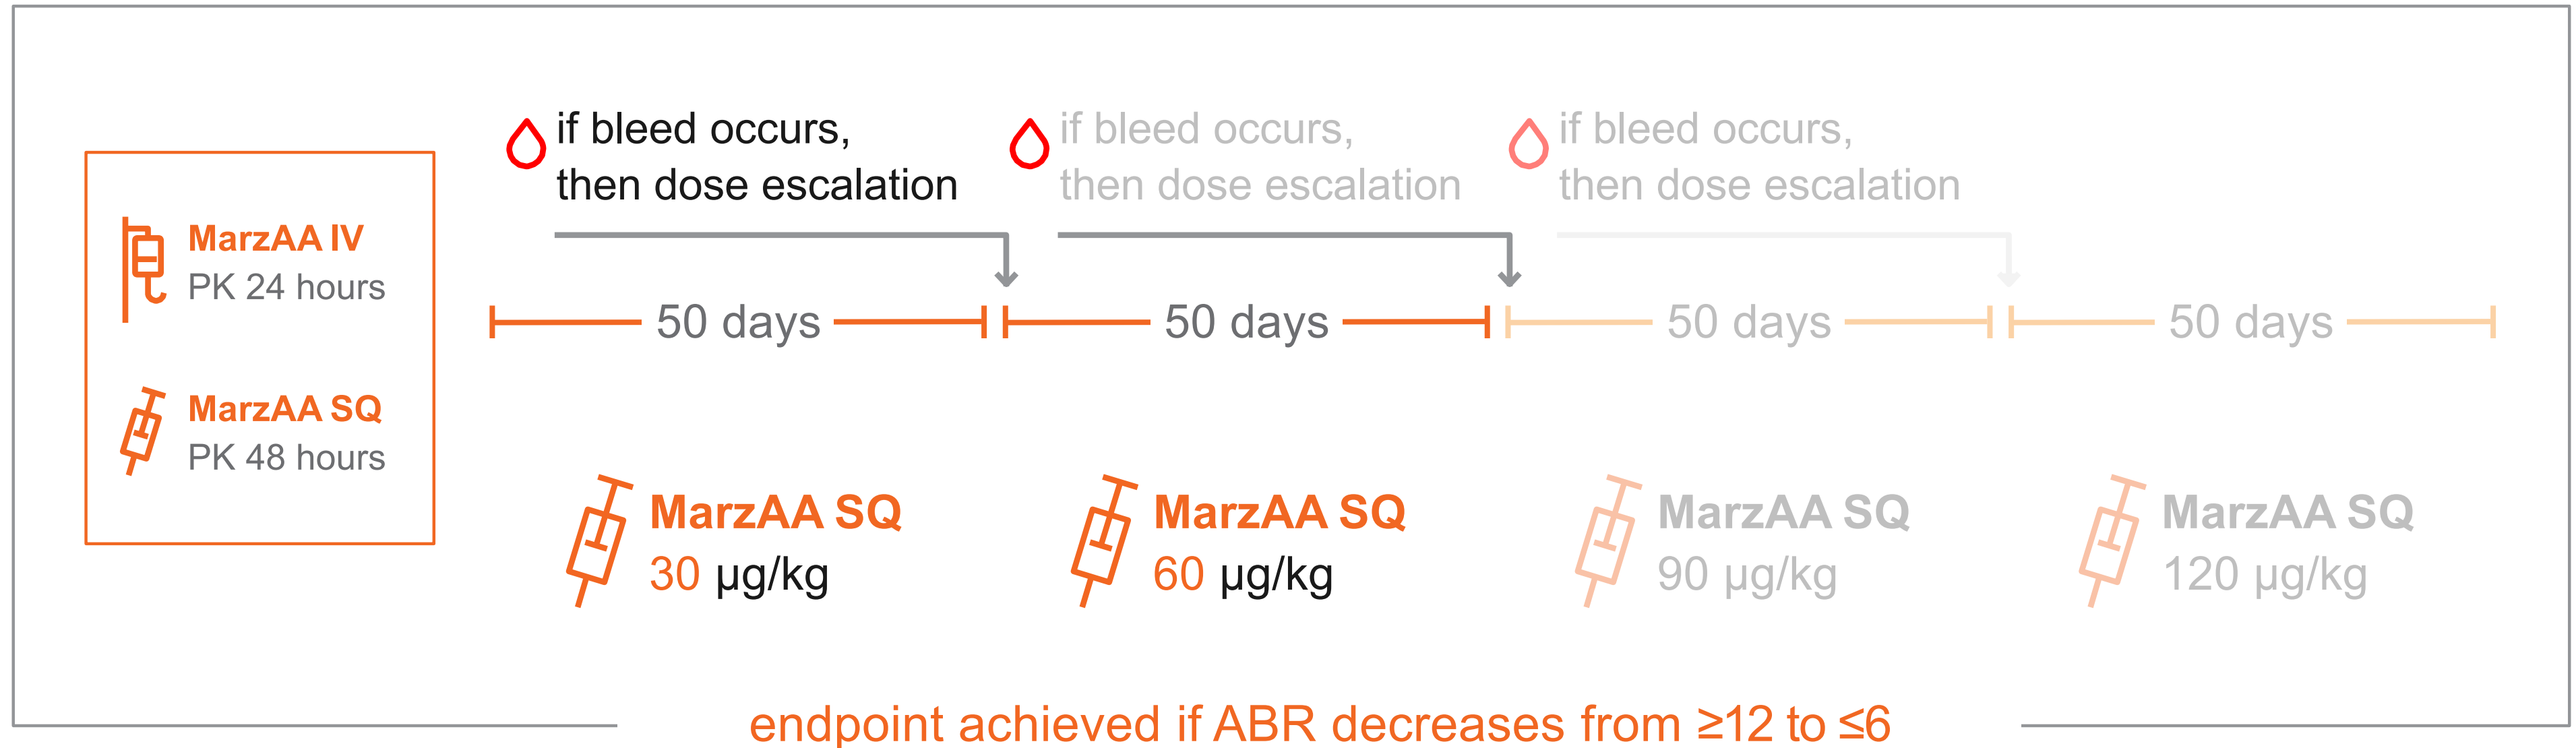 MarzAA IV
PK 24 hours
MarzAA SQ
PK 48 hours
if bleed occurs,
then dose escalation
if bleed occurs,
then dose escalation
if bleed occurs,
then dose escalation
50 days
50 days
50 days
50 days
MarzAA SQ
30 µg/kg
MarzAA SQ
60 µg/kg
MarzAA SQ
90 µg/kg
MarzAA SQ
120 µg/kg
endpoint achieved if ABR decreases from ≥12 to ≤6